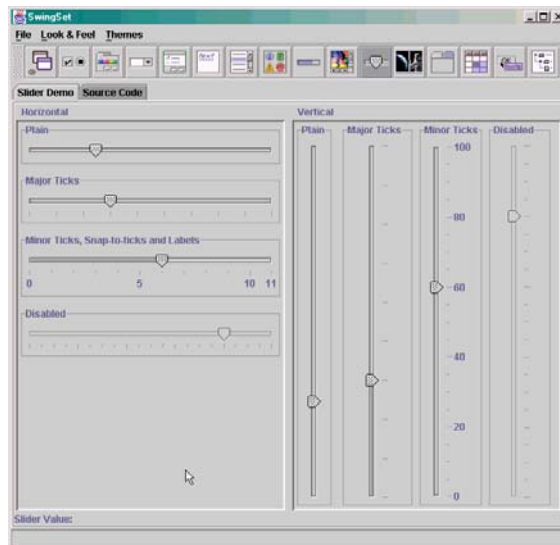 SwingSet
File Look & Feel Themes
Slider Demo Source Code
Horizontal
Plain
Major Ticks
Minor Ticks, Snap-to-ticks and Labels
0 5 10 11
Disabled
Vertical
Plain Major Ticks Minor Ticks Disabled
100
80
60
40
20
0
Slider Value: